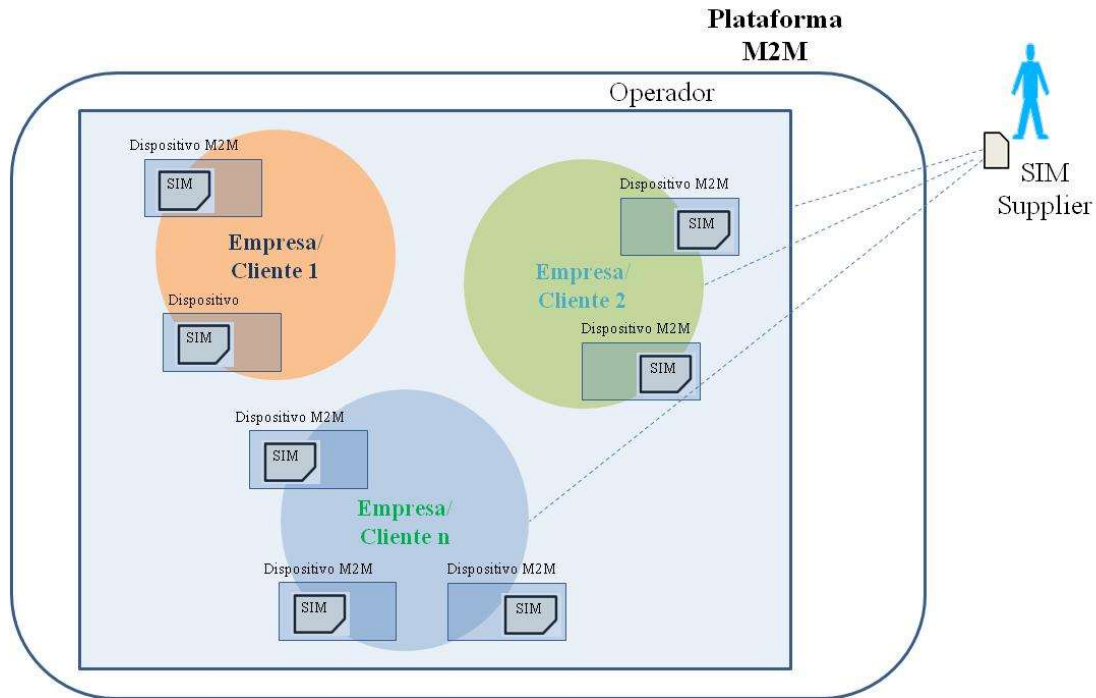 Plataforma
M2M
Operador
SIM
Supplier
Dispositivo M2M
SIM
Empresa/
Cliente 1
Dispositivo
SIM
Dispositivo M2M
SIM
Empresa/
Cliente 2
Dispositivo M2M
SIM
Dispositivo M2M
SIM
Empresa/
Cliente n
Dispositivo M2M
SIM
Dispositivo M2M
SIM